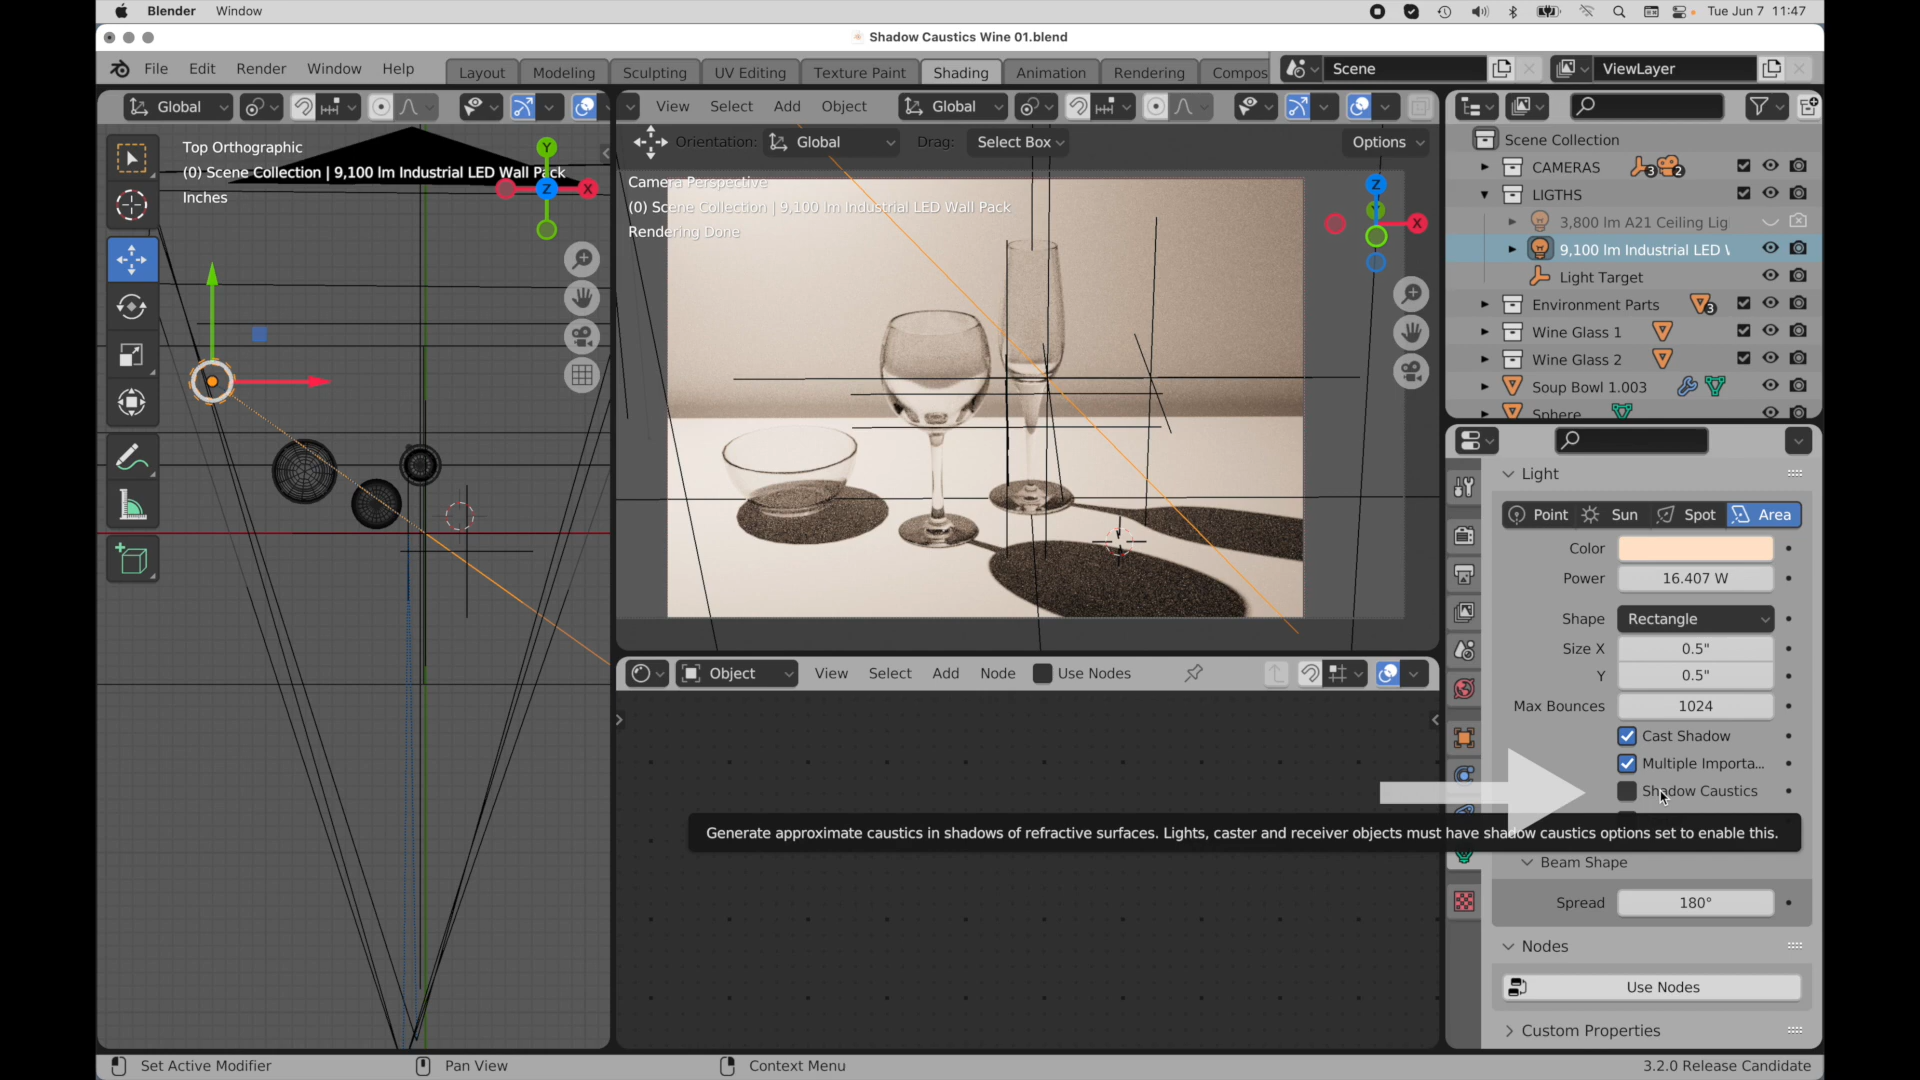 Blender Window
Tue Jun 7 11:47
Shadow Caustics Wine 01.blend
File Edit Render Window Help
Layout Modeling Sculpting UV Editing Texture Paint Shading Animation Rendering Compos
Scene
ViewLayer
Global
View Select Add Object
Global
Orientation: Global Drag: Select Box
Options
Top Orthographic
(0) Scene Collection | 9,100 lm Industrial LED Wall Pack
Inches
Y
Z
X
Camera Perspective
(0) Scene Collection | 9,100 lm Industrial LED Wall Pack
Rendering Done
Z
Y
X
Scene Collection
CAMERAS 3 2
LIGTHS
3,800 lm A21 Ceiling Lig
9,100 lm Industrial LED \
Light Target
Environment Parts 3
Wine Glass 1
Wine Glass 2
Soup Bowl 1.003
Sphere
Light
Point Sun Spot Area
Color
Power 16.407 W
Shape Rectangle
Size X 0.5"
Y 0.5"
Max Bounces 1024
Cast Shadow
Multiple Importa...
Shadow Caustics
Generate approximate caustics in shadows of refractive surfaces. Lights, caster and receiver objects must have shadow caustics options set to enable this.
Beam Shape
Spread 180°
Nodes
Use Nodes
Custom Properties
Object View Select Add Node Use Nodes
Set Active Modifier
Pan View
Context Menu
3.2.0 Release Candidate